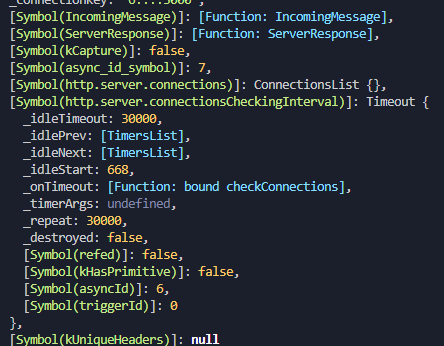 _connectionKey: '6::::5000',
[Symbol(IncomingMessage)]: [Function: IncomingMessage],
[Symbol(ServerResponse)]: [Function: ServerResponse],
[Symbol(kCapture)]: false,
[Symbol(async_id_symbol)]: 7,
[Symbol(http.server.connections)]: ConnectionsList {},
[Symbol(http.server.connectionsCheckingInterval)]: Timeout {
_idleTimeout: 30000,
_idlePrev: [TimersList],
_idleNext: [TimersList],
_idleStart: 668,
_onTimeout: [Function: bound checkConnections],
_timerArgs: undefined,
_repeat: 30000,
_destroyed: false,
[Symbol(refed)]: false,
[Symbol(kHasPrimitive)]: false,
[Symbol(asyncId)]: 6,
[Symbol(triggerId)]: 0
},
[Symbol(kUniqueHeaders)]: null